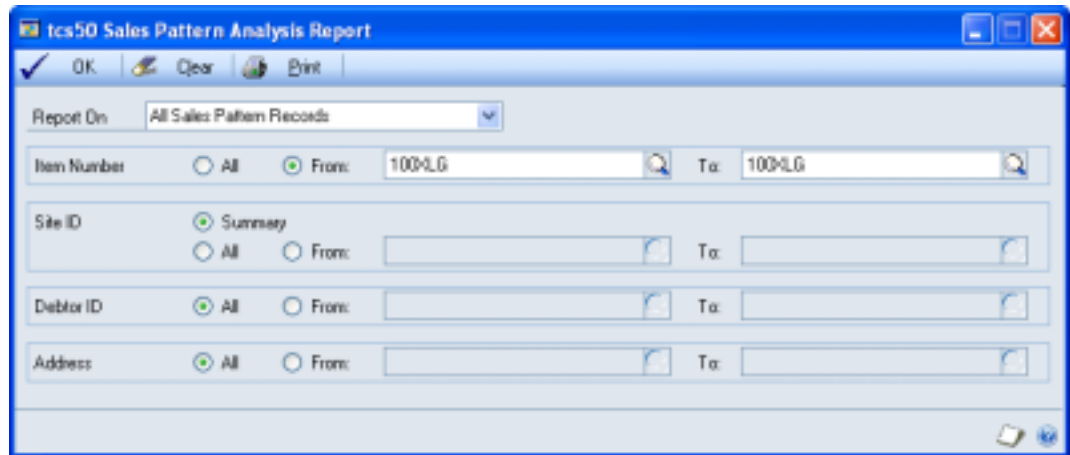 tcs50 Sales Pattern Analysis Report
OK Clear Print
Report On All Sales Pattern Records
Item Number All From: 100XLG To: 100XLG
Site ID Summary
All From: To:
Debtor ID All From: To:
Address All From: To: